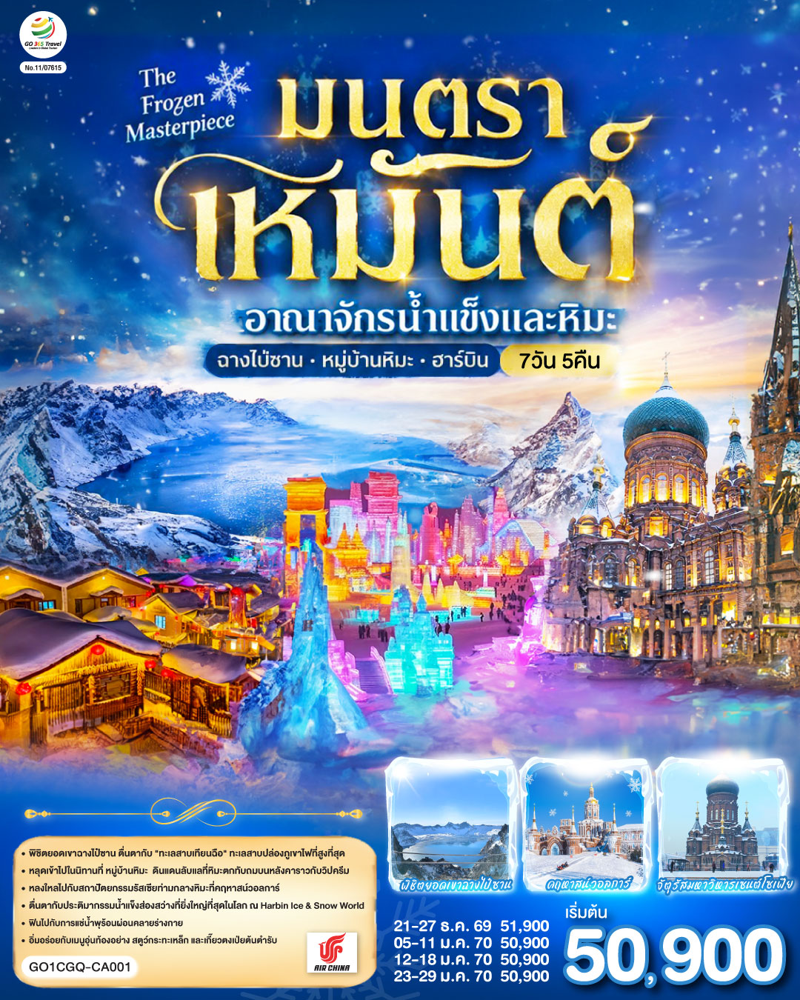 GO 365 Travel
Leaders in Global Tourism
No.11/07615
The
Frozen
Masterpiece
มนตรา
เหมันต์
อาณาจักรน้ำแข็งและหิมะ
ฉางไป่ซาน • หมู่บ้านหิมะ • ฮาร์บิน
7วัน 5คืน
• พิชิตยอดเขาฉางไป๋ซาน ตื่นตากับ "ทะเลสาบเทียนฉือ" ทะเลสาบปล่องภูเขาไฟที่สูงที่สุด
• หลุดเข้าไปในนิทานที่ หมู่บ้านหิมะ ดินแดนลับแลที่หิมะตกทับถมบนหลังคาราวกับวิปครีม
• หลงใหลไปกับสถาปัตยกรรมรัสเซียท่ามกลางหิมะที่คฤหาสน์วอลการ์
• ตื่นตากับประติมากรรมน้ำแข็งส่องสว่างที่ยิ่งใหญ่ที่สุดในโลก ณ Harbin Ice & Snow World
• ฟินไปกับการแช่น้ำพุร้อนผ่อนคลายร่างกาย
• อิ่มอร่อยกับเมนูอุ่นท้องอย่าง สตูว์กระทะเหล็ก และเกี๊ยวตงเป่ยต้นตำรับ
GO1CGQ-CA001
AIR CHINA
พิชิตยอดเขาฉางไป๋ซาน
คฤหาสน์วอลการ์
จัตุรัสมหาวิหารเซนต์โซเฟีย
21-27 ธ.ค. 69 51,900
05-11 ม.ค. 70 50,900
12-18 ม.ค. 70 50,900
23-29 ม.ค. 70 50,900
เริ่มต้น
50,900